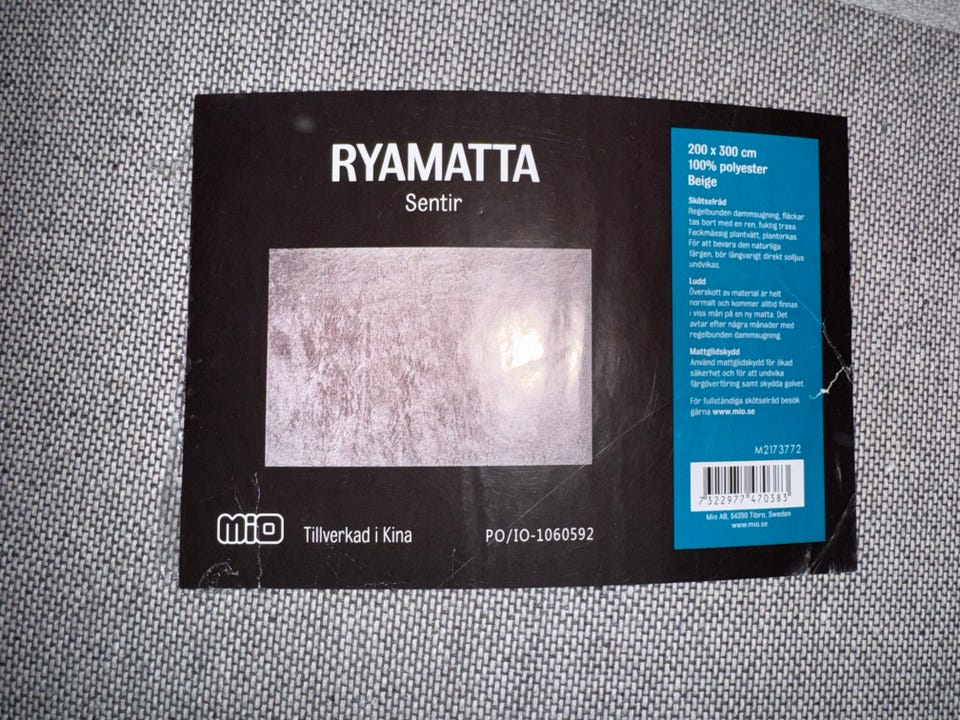 RYAMATTA
Sentir
mio
Tillverkad i Kina
PO/IO-1060592
200 x 300 cm
100% polyester
Beige
Skötselråd
Regelbunden dammsugning, fläckar
tas bort med en ren, fuktig trasa.
Fackmässig plantvätt, plantorkas.
För att bevara den naturliga
färgen, bör långvarigt direkt solljus
undvikas.
Ludd
Överskott av material är helt
normalt och kommer alltid finnas
i viss mån på en ny matta. Det
avtar efter några månader med
regelbunden dammsugning.
Mattglidskydd
Använd mattglidskydd för ökad
säkerhet och för att undvika
färgöverföring samt skydda golvet.
För fullständiga skötselråd besök
gärna www.mio.se
M2173772
7 322977 470383
Mio AB, 54350 Tibro, Sweden
www.mio.se